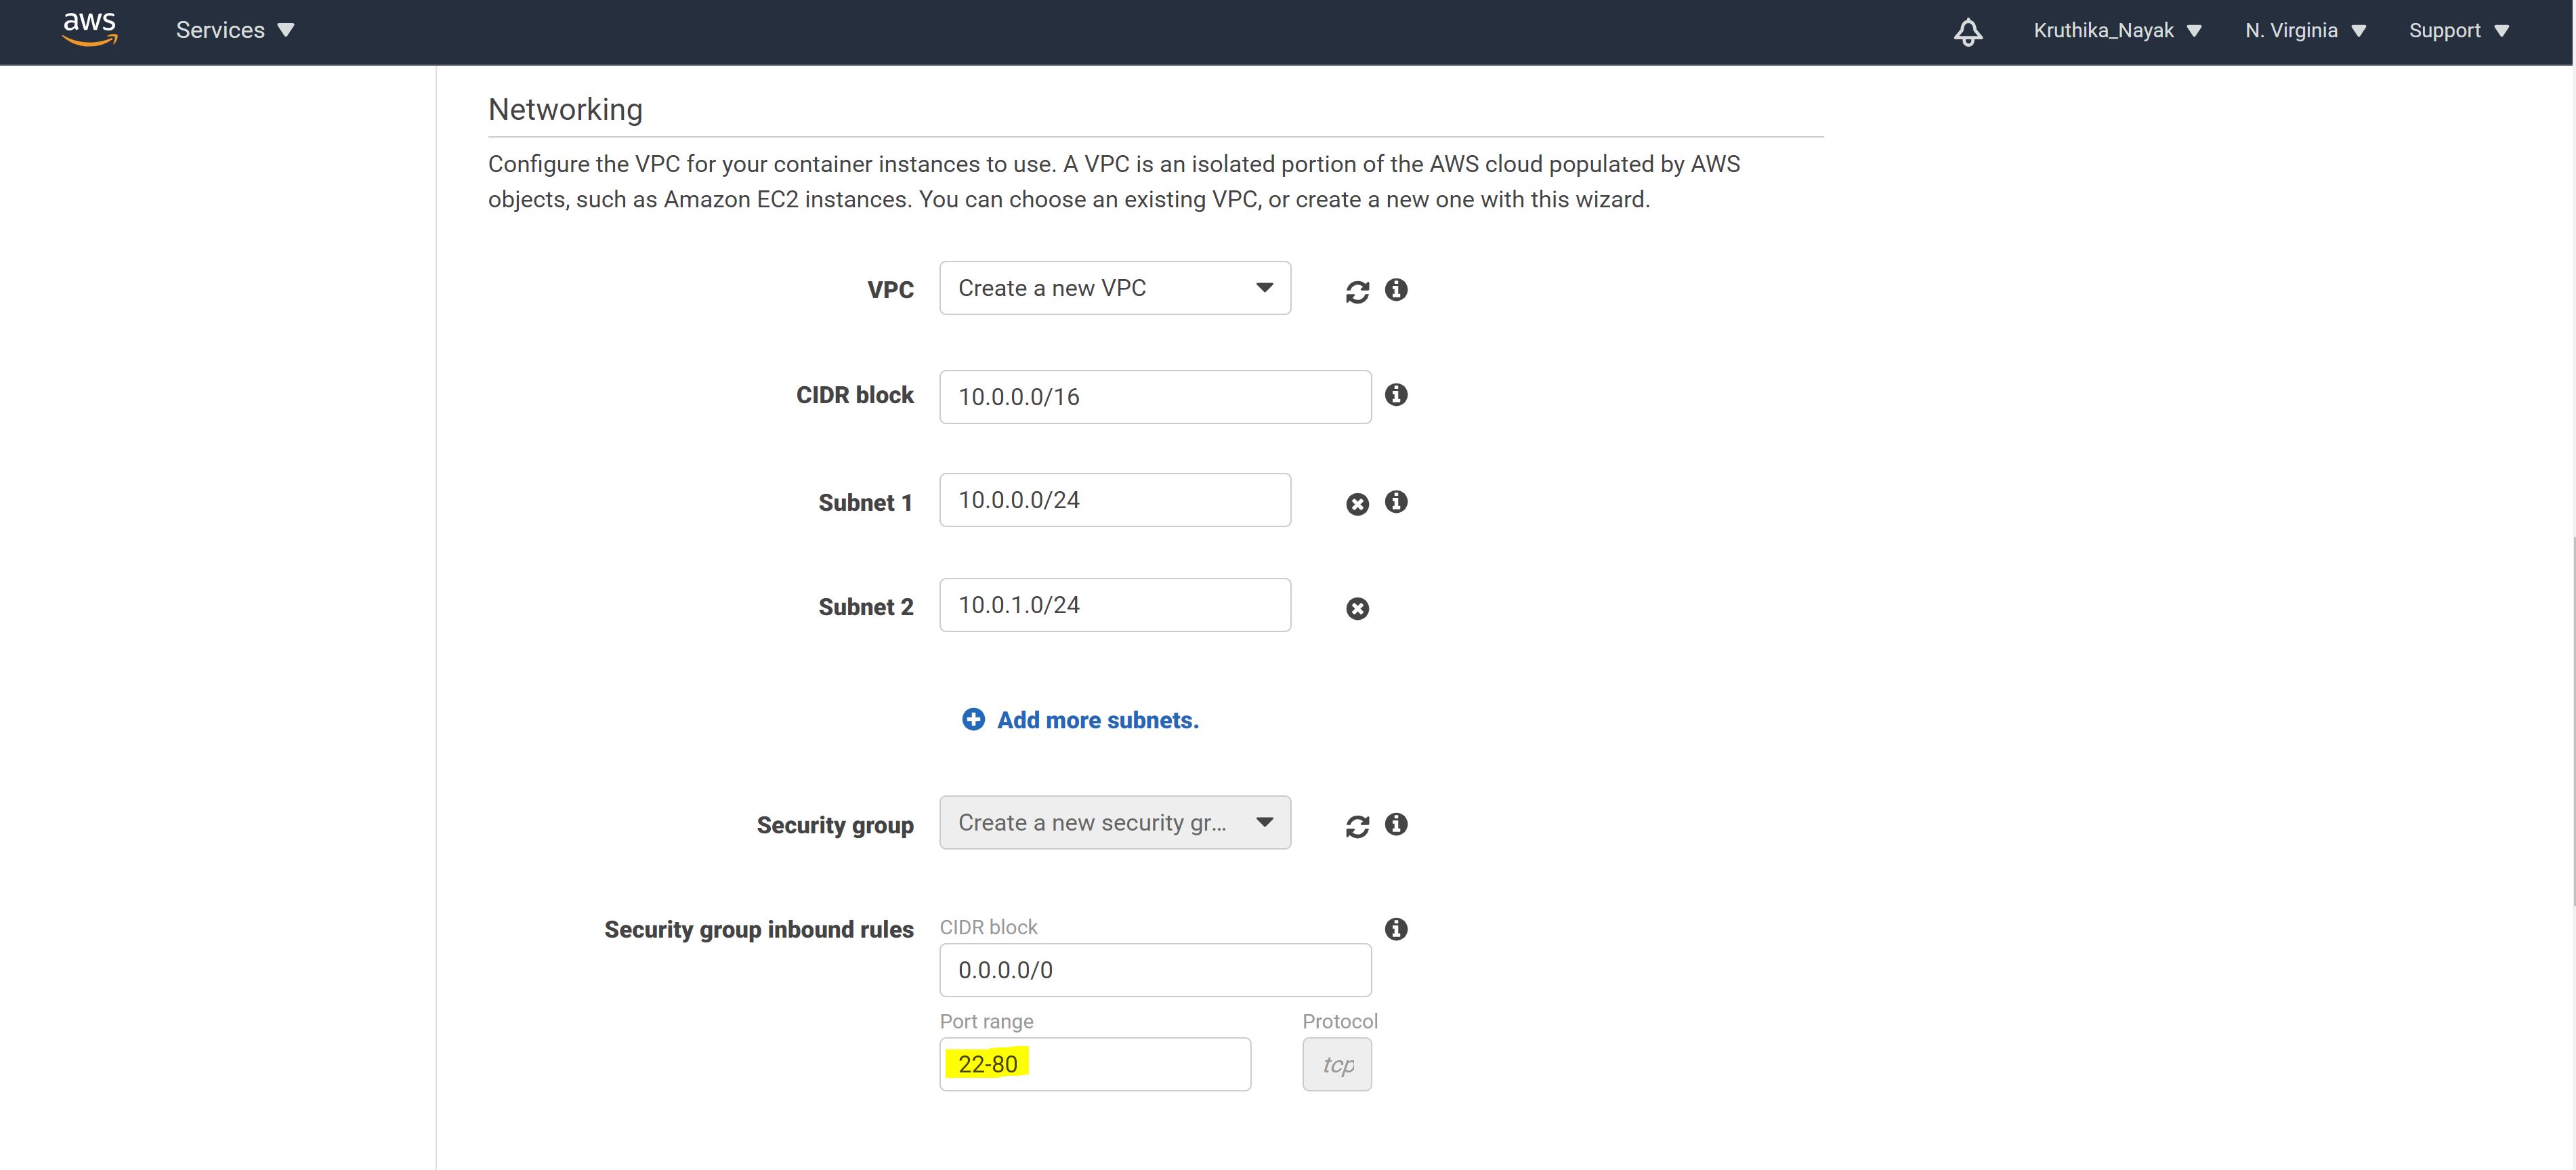 aws
Services
Kruthika_Nayak
N. Virginia
Support
Networking
Configure the VPC for your container instances to use. A VPC is an isolated portion of the AWS cloud populated by AWS
objects, such as Amazon EC2 instances. You can choose an existing VPC, or create a new one with this wizard.
VPC
Create a new VPC
CIDR block
10.0.0.0/16
Subnet 1
10.0.0.0/24
Subnet 2
10.0.1.0/24
Add more subnets.
Security group
Create a new security gr...
Security group inbound rules
CIDR block
0.0.0.0/0
Port range
Protocol
22-80
tcp